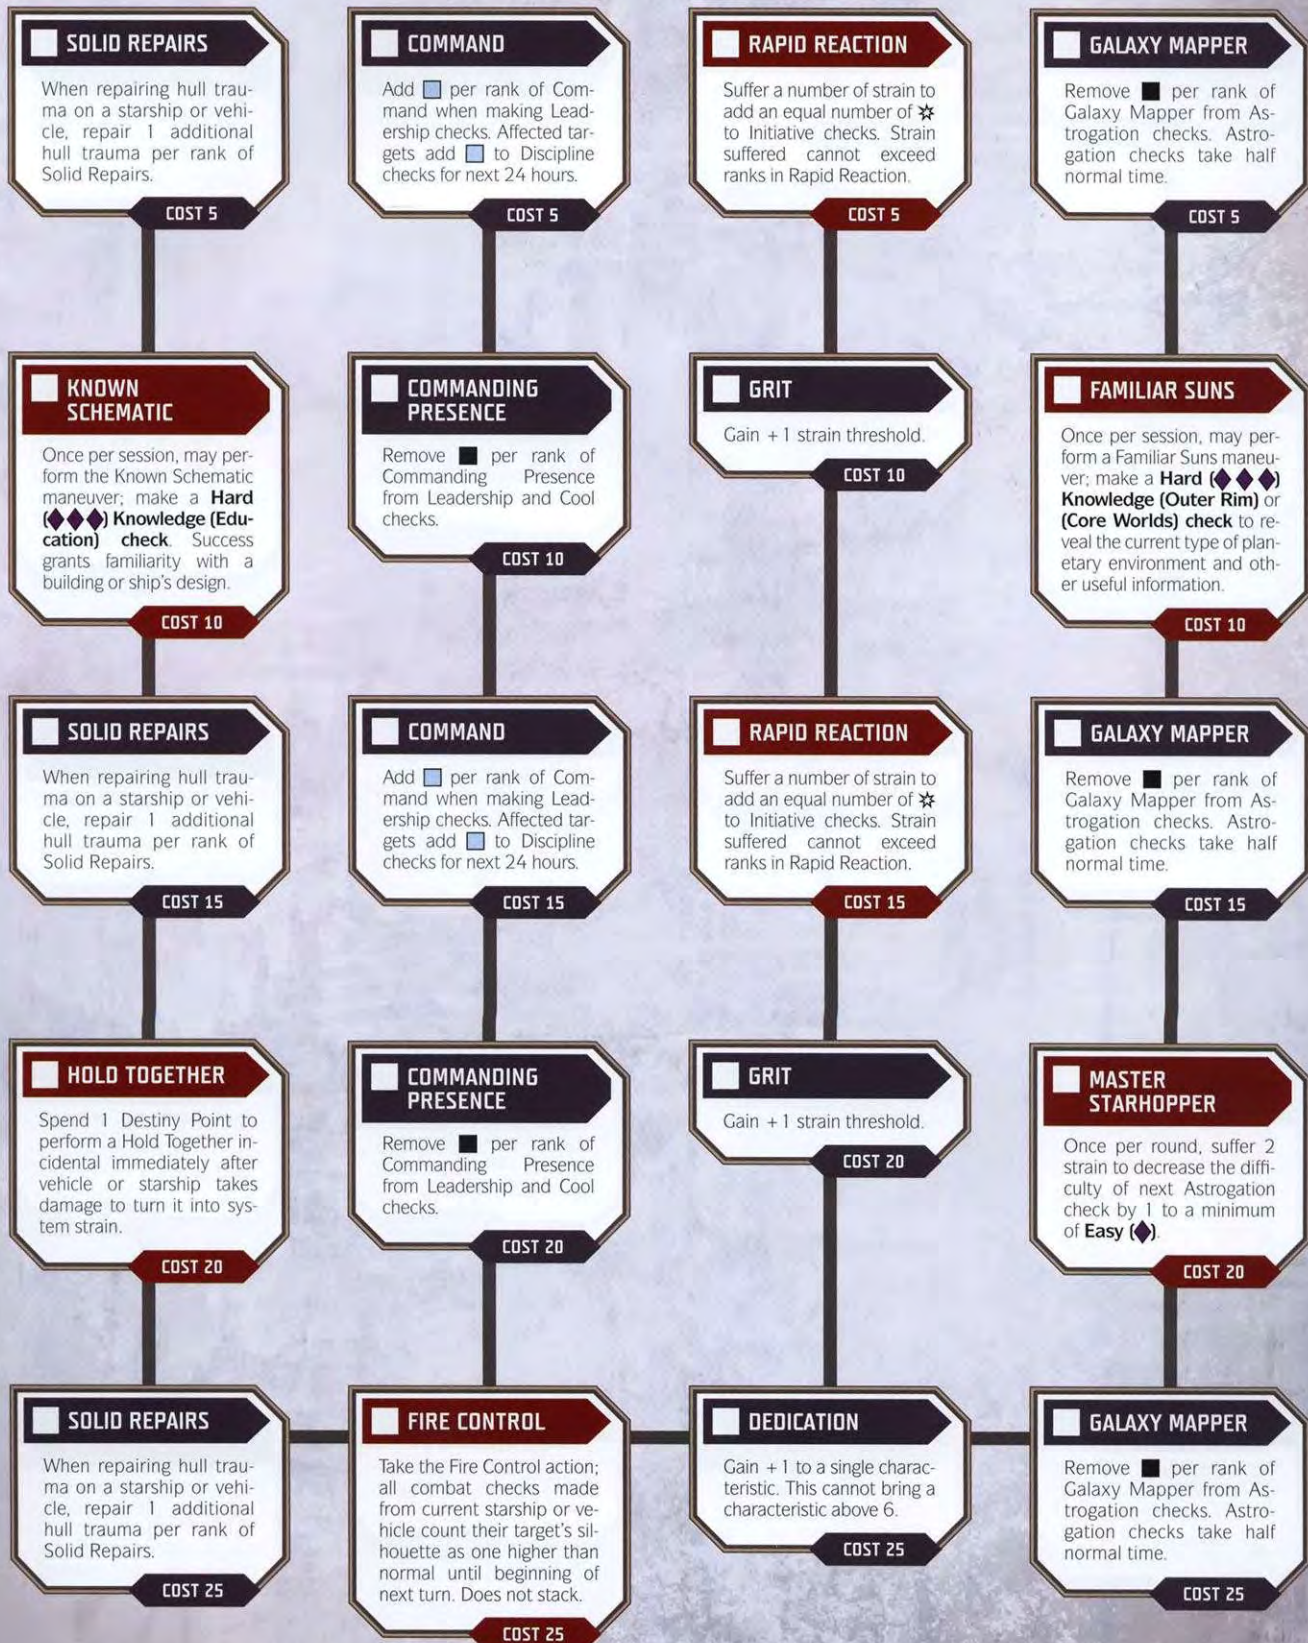 SOLID REPAIRS
When repairing hull trau-
ma on a starship or vehi-
cle, repair 1 additional
hull trauma per rank of
Solid Repairs.
COST 5
COMMAND
Add per rank of Com-
mand when making Lead-
ership checks. Affected tar-
gets add to Discipline
checks for next 24 hours.
COST 5
RAPID REACTION
Suffer a number of strain to
add an equal number of
to Initiative checks. Strain
suffered cannot exceed
ranks in Rapid Reaction.
COST 5
GALAXY MAPPER
Remove per rank of
Galaxy Mapper from As-
trogation checks. Astro-
gation checks take half
normal time.
COST 5
KNOWN
SCHEMATIC
Once per session, may per-
form the Known Schematic
maneuver; make a Hard
(◆◆◆) Knowledge (Edu-
cation) check. Success
grants familiarity with a
building or ship's design.
COST 10
COMMANDING
PRESENCE
Remove per rank of
Commanding Presence
from Leadership and Cool
checks.
COST 10
GRIT
Gain +1 strain threshold.
COST 10
FAMILIAR SUNS
Once per session, may per-
form a Familiar Suns maneu-
ver; make a Hard (◆◆◆)
Knowledge (Outer Rim) or
(Core Worlds) check to re-
veal the current type of plan-
etary environment and oth-
er useful information.
COST 10
SOLID REPAIRS
When repairing hull trau-
ma on a starship or vehi-
cle, repair 1 additional
hull trauma per rank of
Solid Repairs.
COST 15
COMMAND
Add per rank of Com-
mand when making Lead-
ership checks. Affected tar-
gets add to Discipline
checks for next 24 hours.
COST 15
RAPID REACTION
Suffer a number of strain to
add an equal number of
to Initiative checks. Strain
suffered cannot exceed
ranks in Rapid Reaction.
COST 15
GALAXY MAPPER
Remove per rank of
Galaxy Mapper from As-
trogation checks. Astro-
gation checks take half
normal time.
COST 15
HOLD TOGETHER
Spend 1 Destiny Point to
perform a Hold Together in-
cidental immediately after
vehicle or starship takes
damage to turn it into sys-
tem strain.
COST 20
COMMANDING
PRESENCE
Remove per rank of
Commanding Presence
from Leadership and Cool
checks.
COST 20
GRIT
Gain +1 strain threshold.
COST 20
MASTER
STARHOPPER
Once per round, suffer 2
strain to decrease the diffi-
culty of next Astrogation
check by 1 to a minimum
of Easy (◆).
COST 20
SOLID REPAIRS
When repairing hull trau-
ma on a starship or vehi-
cle, repair 1 additional
hull trauma per rank of
Solid Repairs.
COST 25
FIRE CONTROL
Take the Fire Control action;
all combat checks made
from current starship or ve-
hicle count their target's sil-
houette as one higher than
normal until beginning of
next turn. Does not stack.
COST 25
DEDICATION
Gain +1 to a single charac-
teristic. This cannot bring a
characteristic above 6.
COST 25
GALAXY MAPPER
Remove per rank of
Galaxy Mapper from As-
trogation checks. Astro-
gation checks take half
normal time.
COST 25